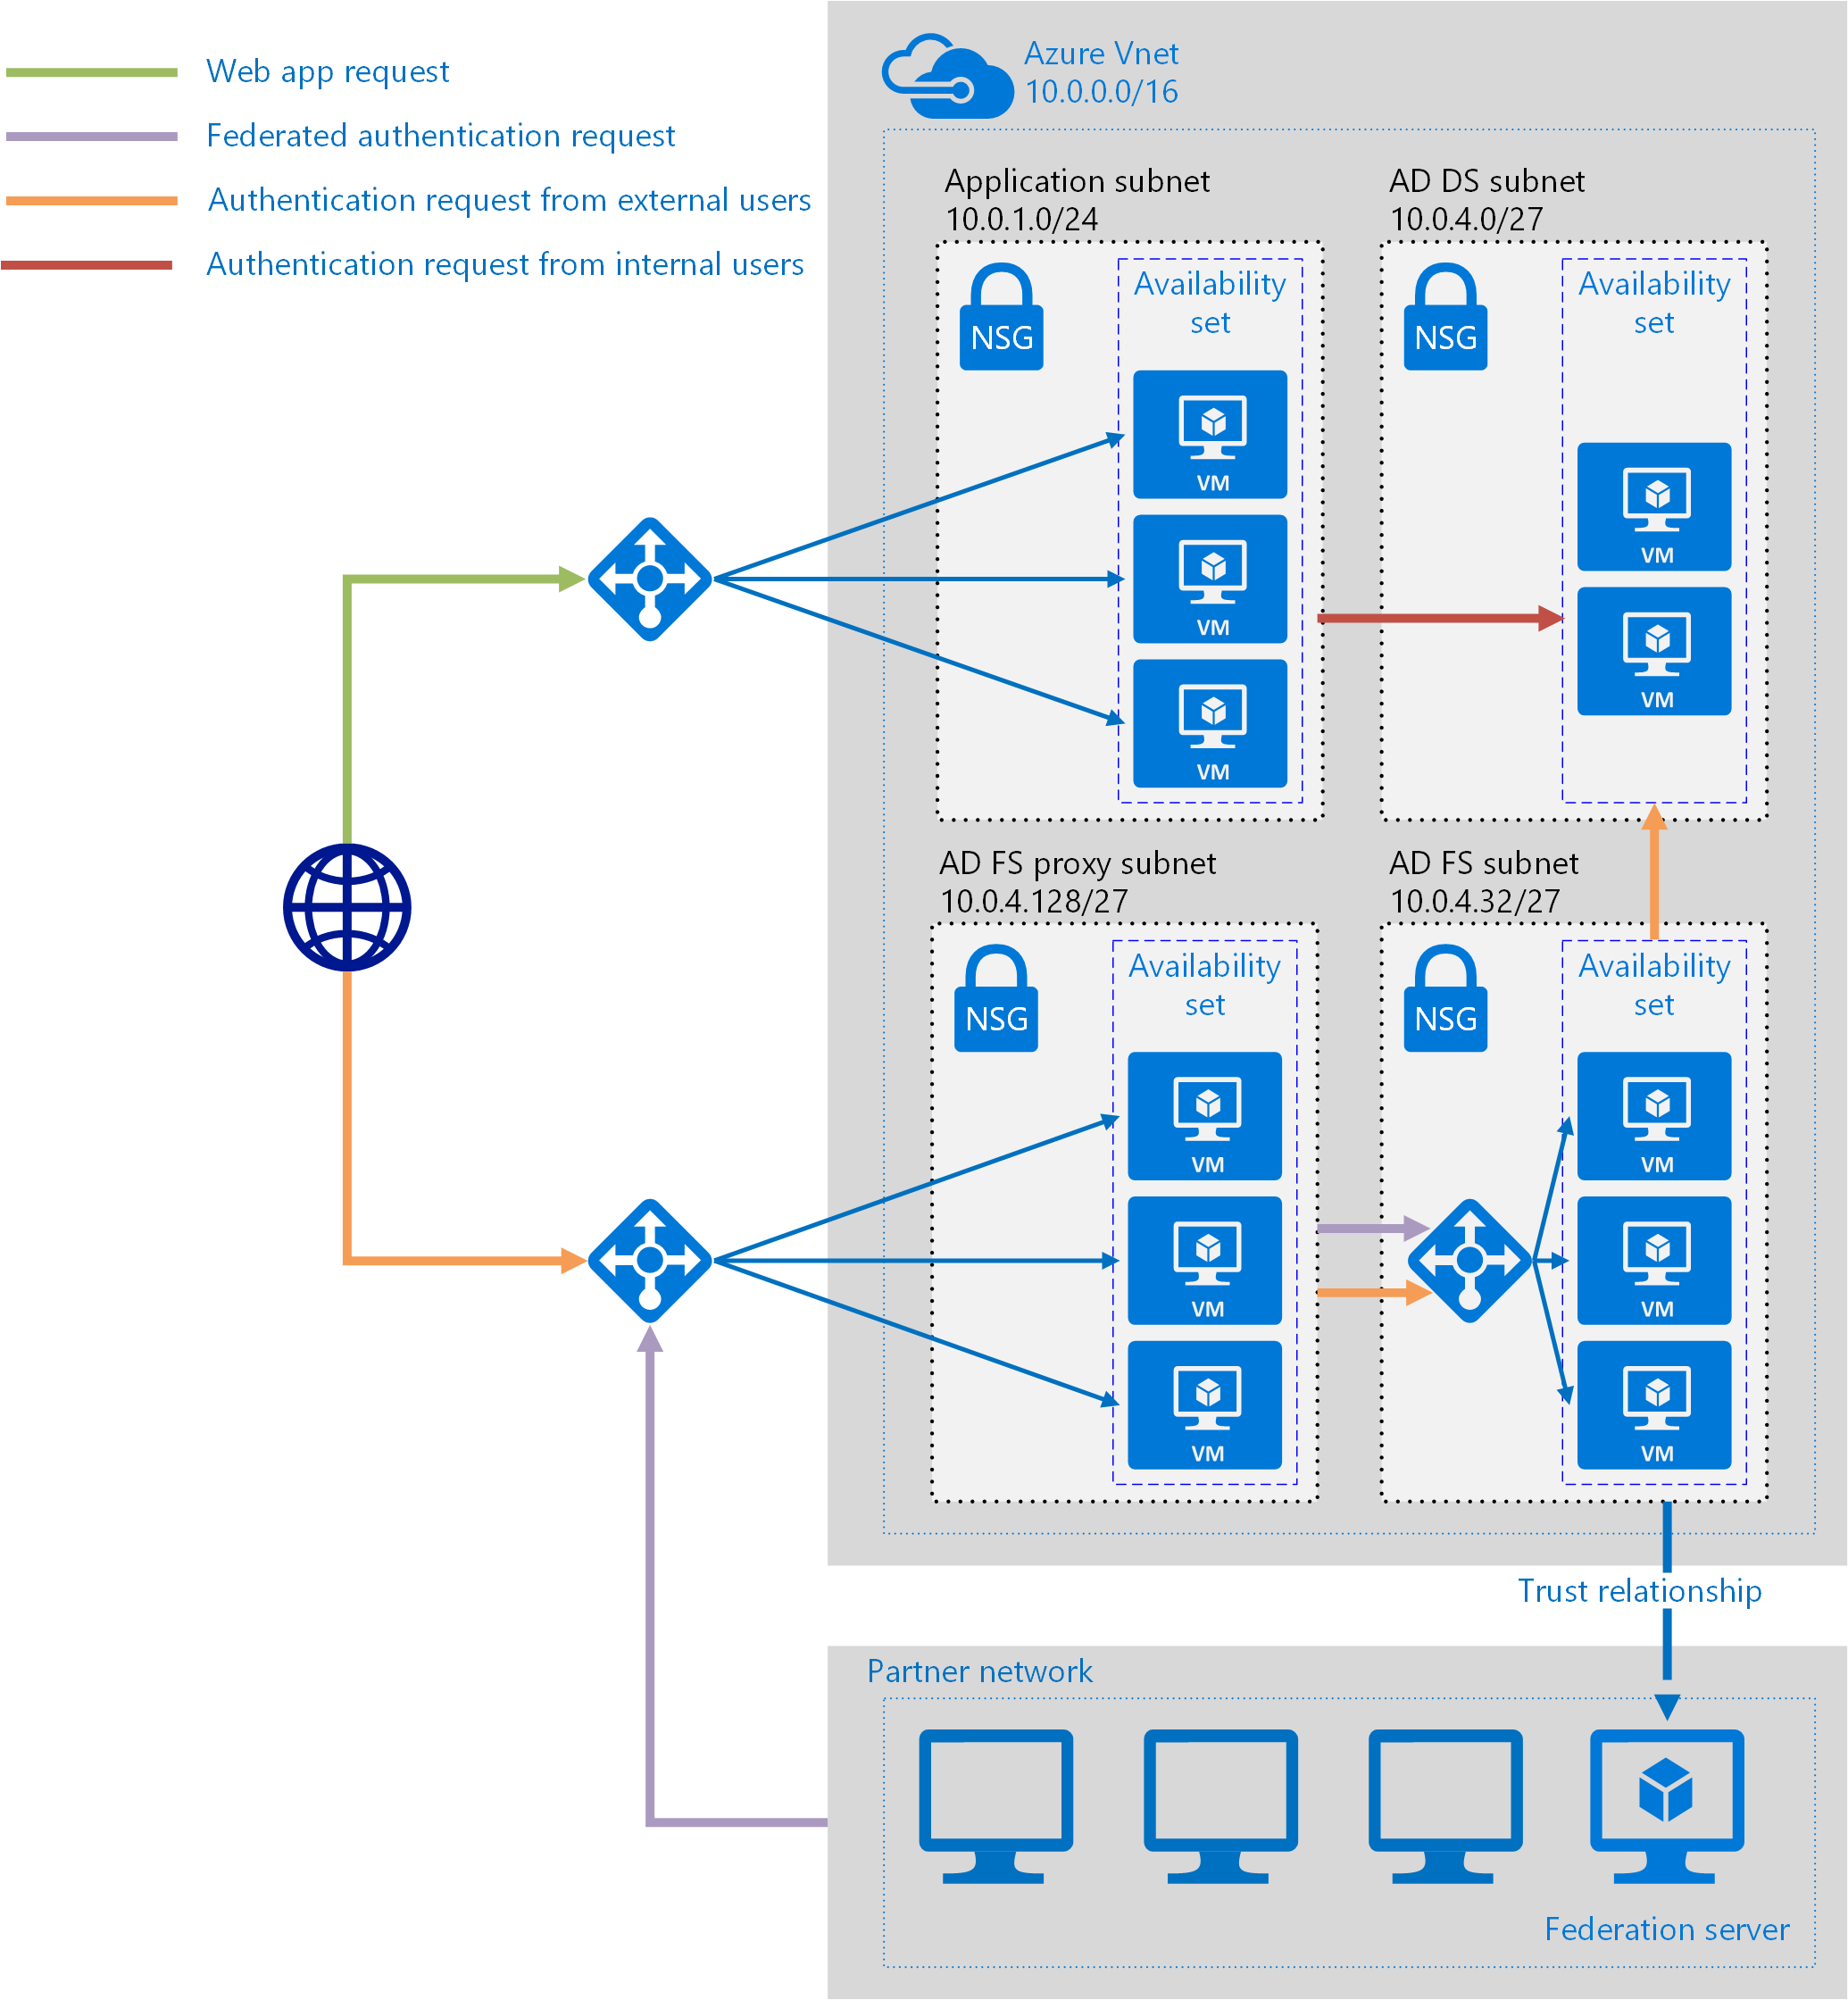 Web app request
Federated authentication request
Authentication request from external users
Authentication request from internal users
Azure Vnet
10.0.0.0/16
Application subnet
10.0.1.0/24
NSG
Availability
set
VM
VM
VM
AD DS subnet
10.0.4.0/27
NSG
Availability
set
VM
VM
AD FS proxy subnet
10.0.4.128/27
NSG
Availability
set
VM
VM
VM
AD FS subnet
10.0.4.32/27
NSG
Availability
set
VM
VM
VM
Trust relationship
Partner network
Federation server